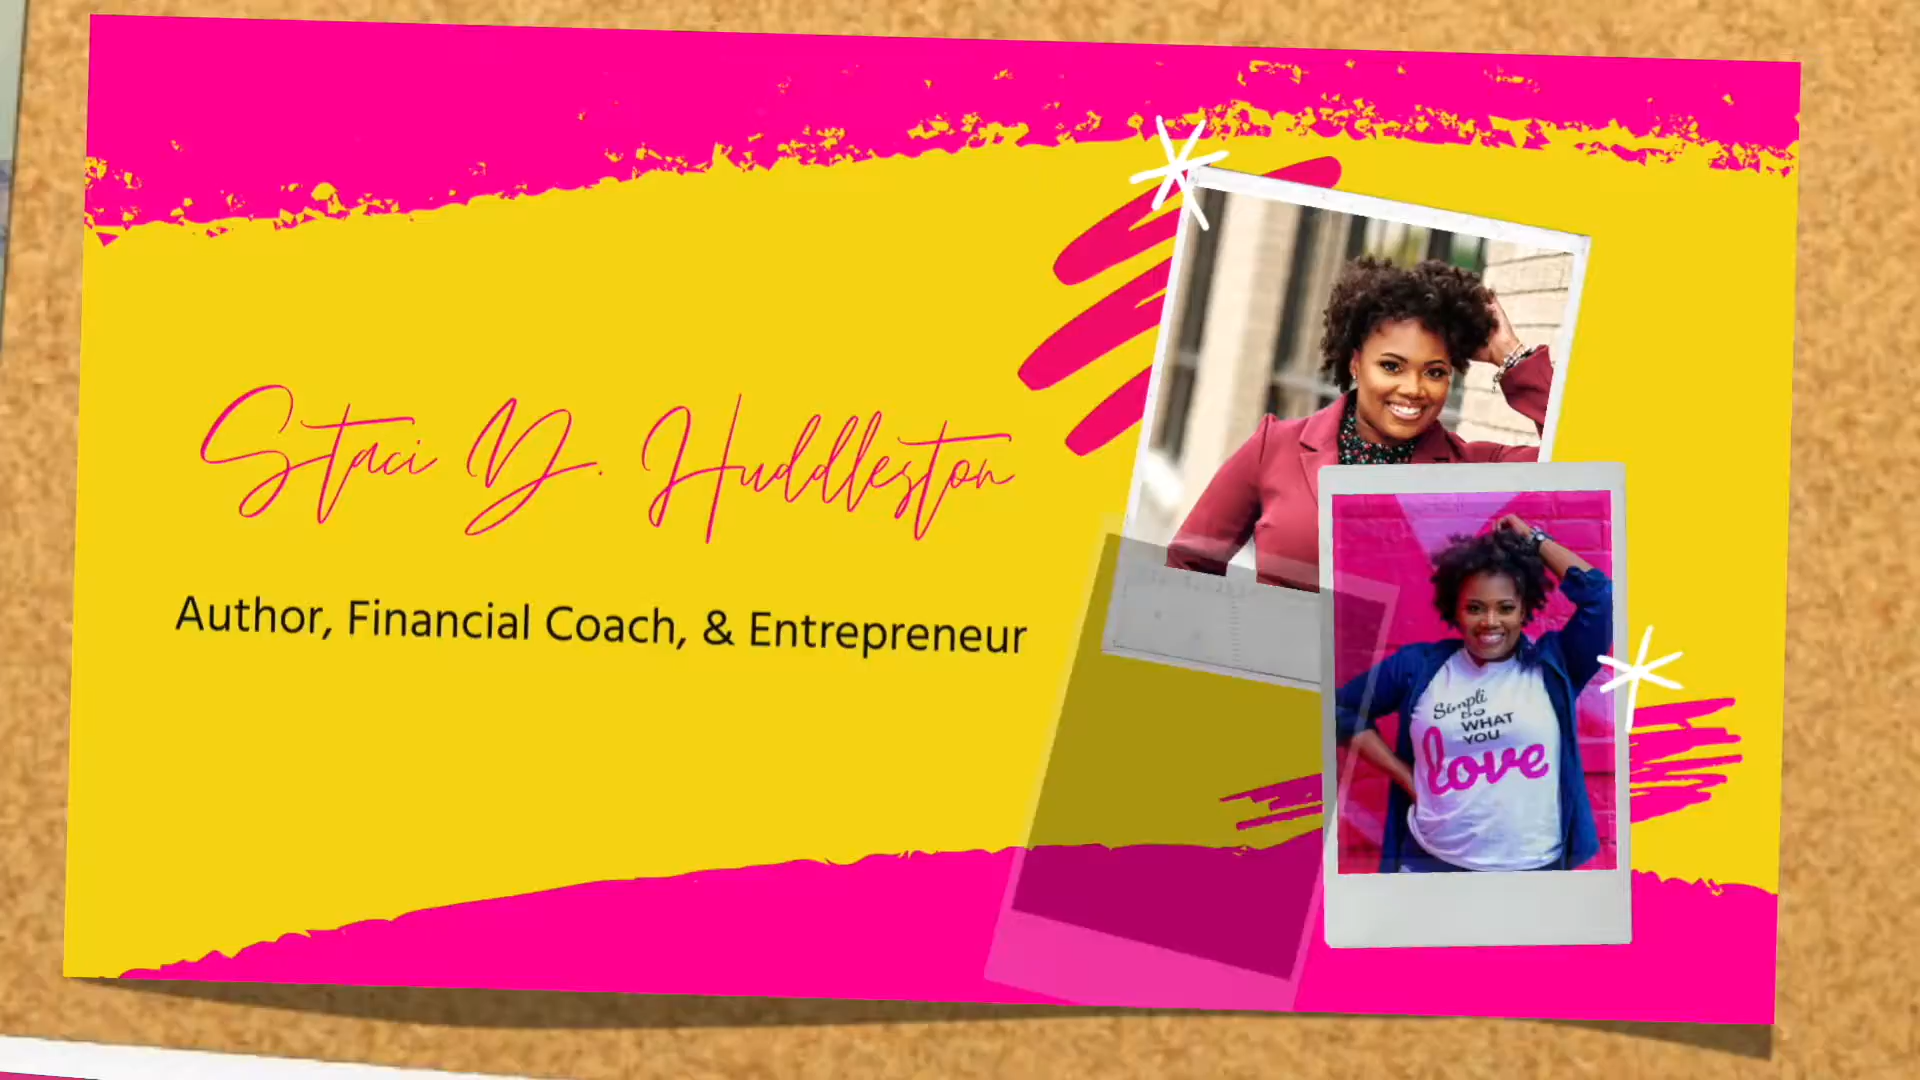 Staci D. Huddleston
Author, Financial Coach, & Entrepreneur
Simpli
DO
WHAT
YOU
love